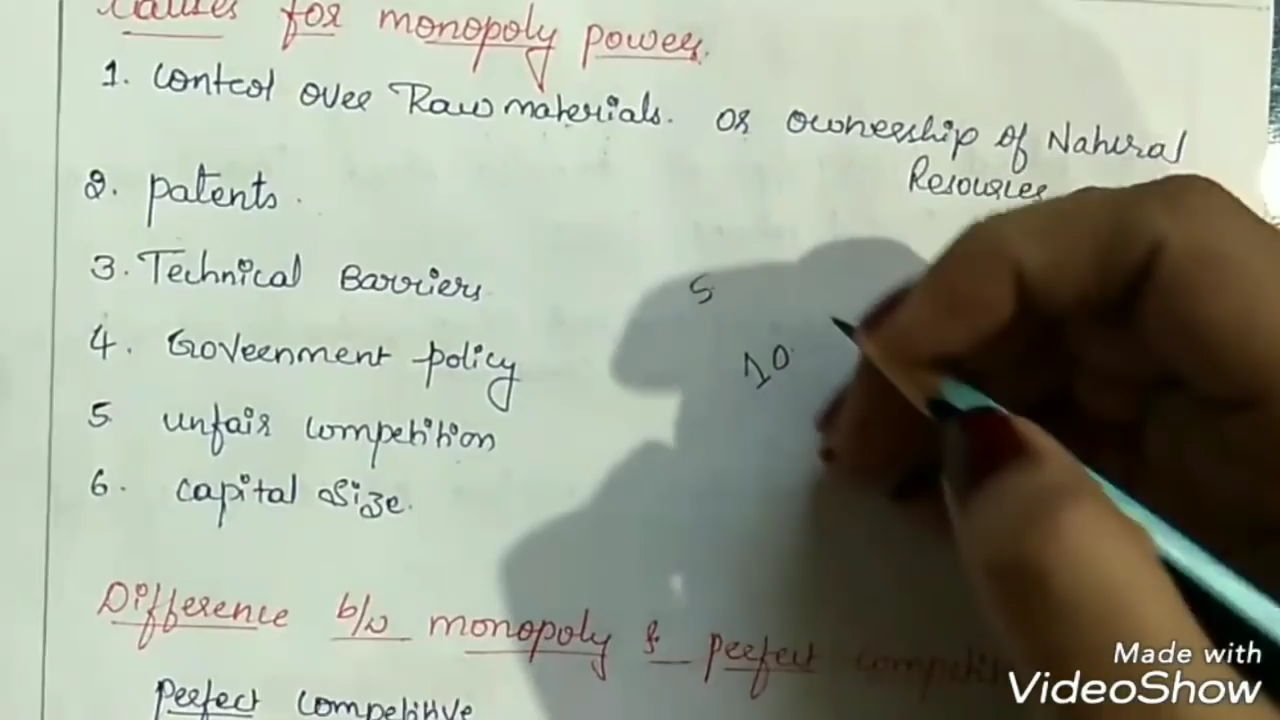 Causes for monopoly power.
1. Control over Raw materials. or ownership of Natural
Resources
2. patents.
3. Technical Barriers
5
4. Government policy
10
5 unfair competition
6. capital size.
Difference b/w monopoly & perfect
perfect competitive
Made with
VideoShow